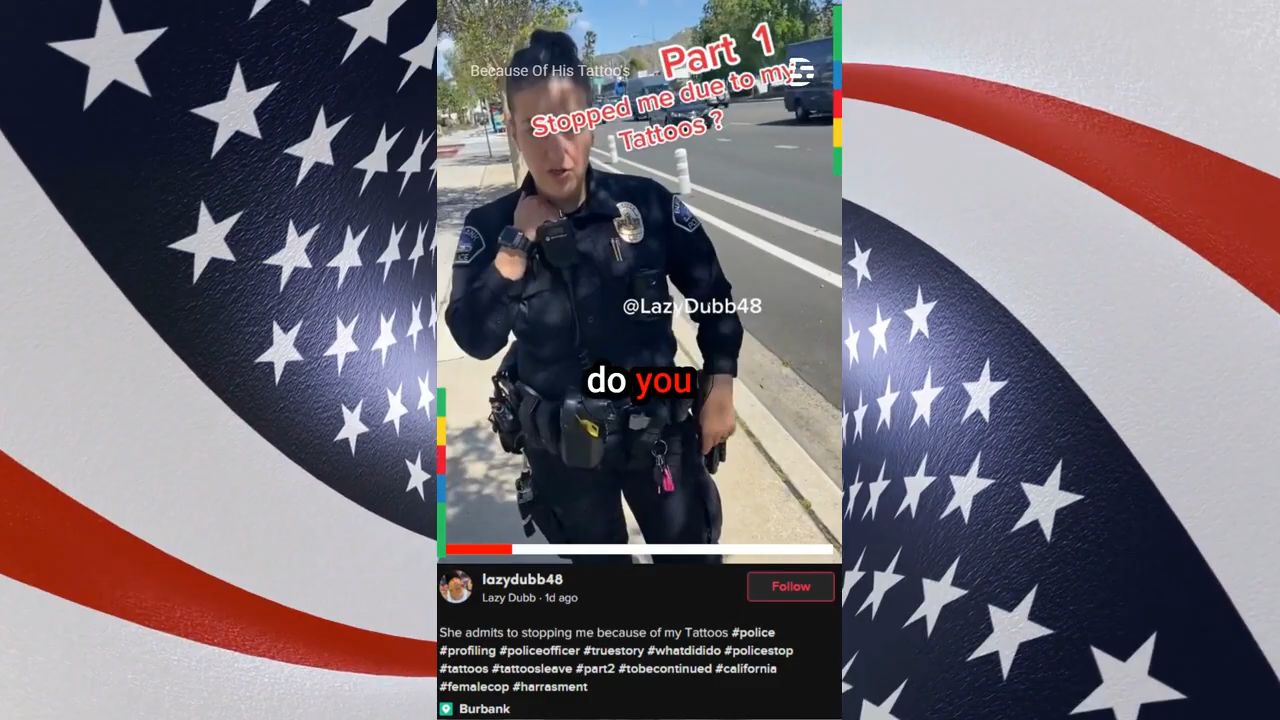 Because Of His Tattoo's
Part 1
Stopped me due to my
Tattoos ?
@LazyDubb48
do you
lazydubb48
Lazy Dubb · 1d ago
Follow
She admits to stopping me because of my Tattoos #police
#profiling #policeofficer #truestory #whatdidido #policestop
#tattoos #tattoosleave #part2 #tobecontinued #california
#femalecop #harrasment
Burbank